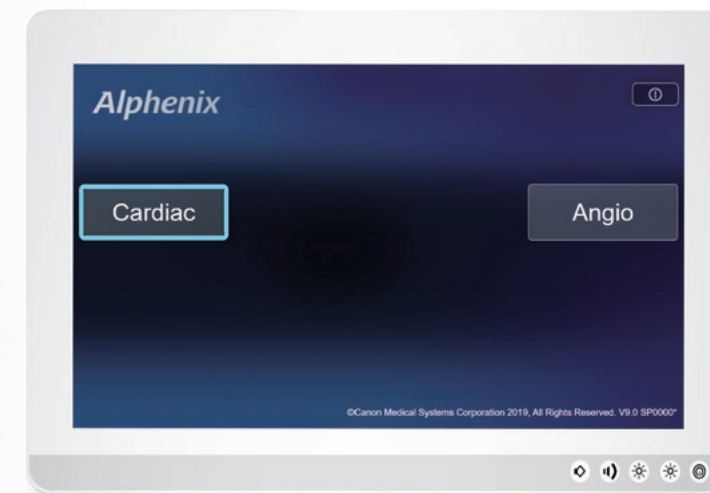 Alphenix
Cardiac
Angio
©Canon Medical Systems Corporation 2019, All Rights Reserved. V9.0 SP0000*